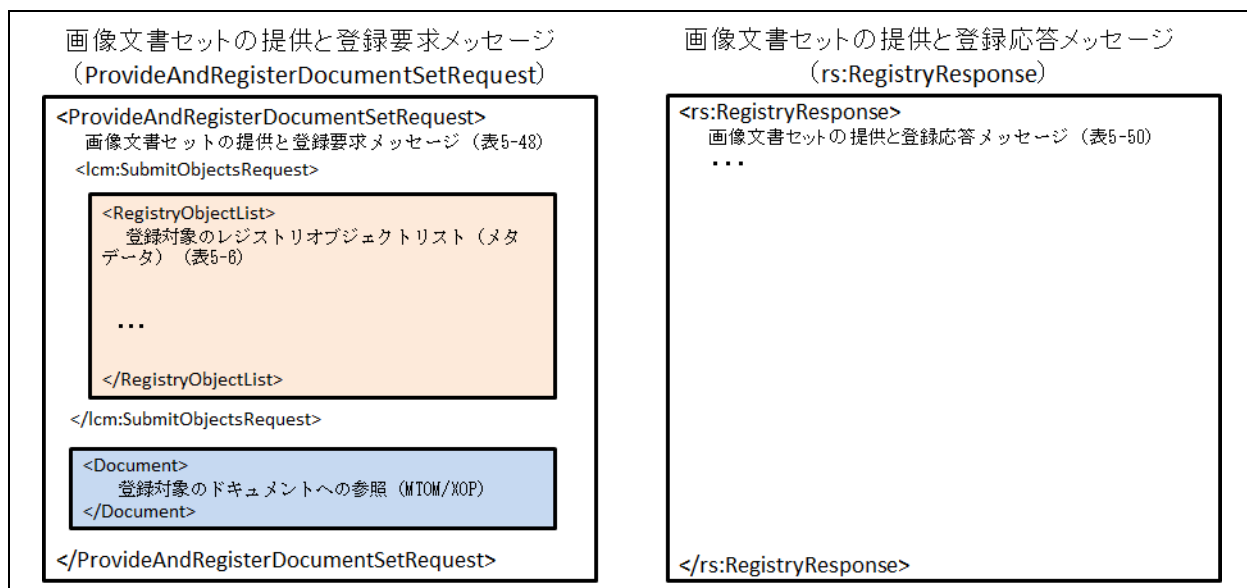 画像文書セットの提供と登録要求メッセージ
（ProvideAndRegisterDocumentSetRequest）
<ProvideAndRegisterDocumentSetRequest>
画像文書セットの提供と登録要求メッセージ（表5-48）
<lcm:SubmitObjectsRequest>
<RegistryObjectList>
登録対象のレジストリオブジェクトリスト（メタ
データ）（表5-6）
・・・
</RegistryObjectList>
</lcm:SubmitObjectsRequest>
<Document>
登録対象のドキュメントへの参照（MTOM/XOP）
</Document>
</ProvideAndRegisterDocumentSetRequest>
画像文書セットの提供と登録応答メッセージ
（rs:RegistryResponse）
<rs:RegistryResponse>
画像文書セットの提供と登録応答メッセージ（表5-50）
・・・
</rs:RegistryResponse>